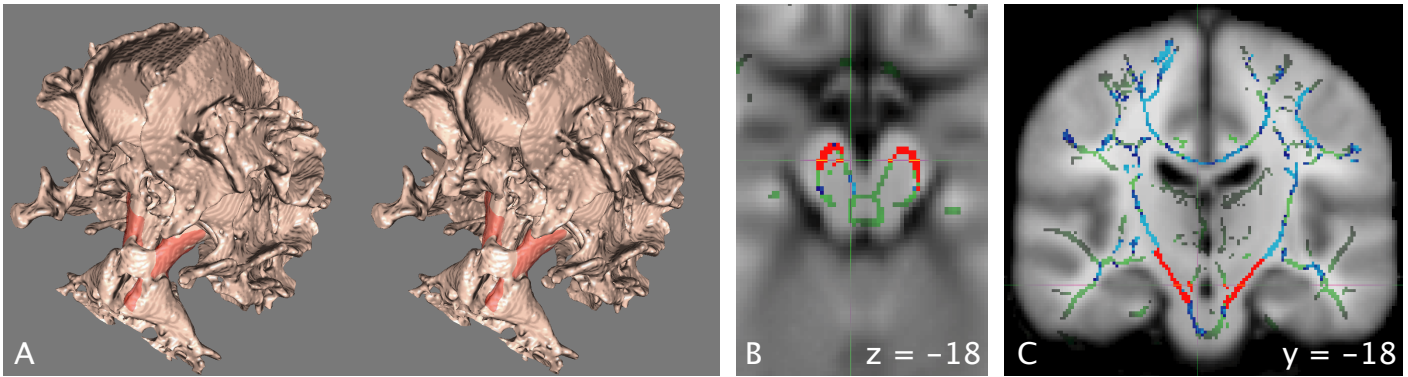 A
B
z = –18
C
y = –18